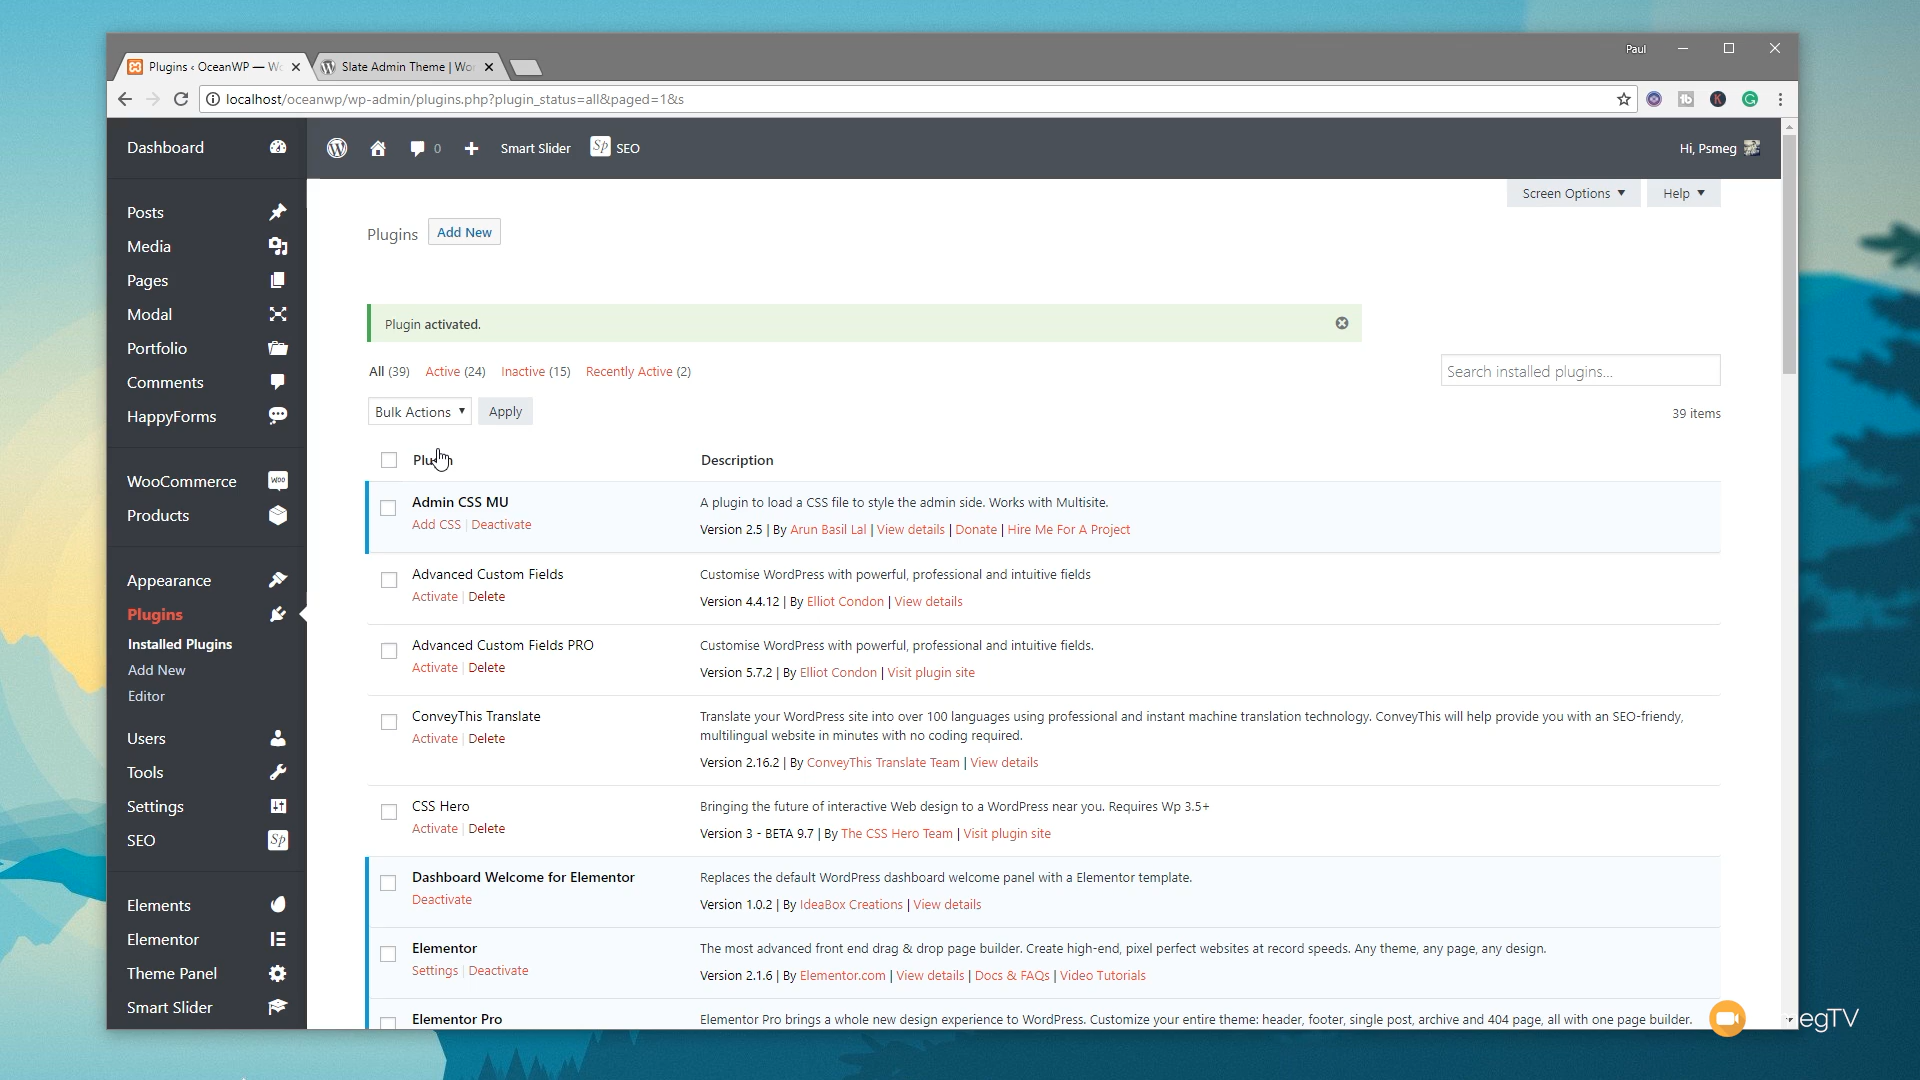 Paul
Plugins ‹ OceanWP — Wo
Slate Admin Theme | Wor
localhost/oceanwp/wp-admin/plugins.php?plugin_status=all&paged=1&s
Dashboard
0
Smart Slider
SEO
Hi, Psmeg
Screen Options
Help
Posts
Media
Pages
Modal
Portfolio
Comments
HappyForms
WooCommerce
Products
Appearance
Plugins
Installed Plugins
Add New
Editor
Users
Tools
Settings
SEO
Elements
Elementor
Theme Panel
Smart Slider
Plugins
Add New
Plugin activated.
All (39) Active (24) Inactive (15) Recently Active (2)
Search installed plugins...
Bulk Actions
Apply
39 items
Description
Admin CSS MU
Add CSS | Deactivate
A plugin to load a CSS file to style the admin side. Works with Multisite.
Version 2.5 | By Arun Basil Lal | View details | Donate | Hire Me For A Project
Advanced Custom Fields
Activate | Delete
Customise WordPress with powerful, professional and intuitive fields
Version 4.4.12 | By Elliot Condon | View details
Advanced Custom Fields PRO
Activate | Delete
Customise WordPress with powerful, professional and intuitive fields.
Version 5.7.2 | By Elliot Condon | Visit plugin site
ConveyThis Translate
Activate | Delete
Translate your WordPress site into over 100 languages using professional and instant machine translation technology. ConveyThis will help provide you with an SEO-friendly,
multilingual website in minutes with no coding required.
Version 2.16.2 | By ConveyThis Translate Team | View details
CSS Hero
Activate | Delete
Bringing the future of interactive Web design to a WordPress near you. Requires Wp 3.5+
Version 3 - BETA 9.7 | By The CSS Hero Team | Visit plugin site
Dashboard Welcome for Elementor
Deactivate
Replaces the default WordPress dashboard welcome panel with a Elementor template.
Version 1.0.2 | By IdeaBox Creations | View details
Elementor
Settings | Deactivate
The most advanced front end drag & drop page builder. Create high-end, pixel perfect websites at record speeds. Any theme, any page, any design.
Version 2.1.6 | By Elementor.com | View details | Docs & FAQs | Video Tutorials
Elementor Pro
Elementor Pro brings a whole new design experience to WordPress. Customize your entire theme: header, footer, single post, archive and 404 page, all with one page builder.
egTV